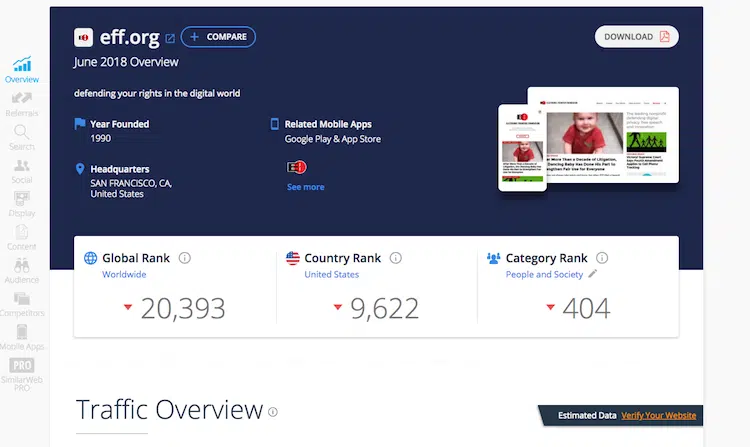 eff.org
COMPARE
DOWNLOAD
June 2018 Overview
defending your rights in the digital world
Year Founded
1990
Related Mobile Apps
Google Play & App Store
Headquarters
SAN FRANCISCO, CA,
United States
See more
Overview
Referrals
Search
Social
Display
Content
Audience
Competitors
Mobile Apps
PRO
SimilarWeb
PRO
Global Rank
Worldwide
20,393
Country Rank
United States
9,622
Category Rank
People and Society
404
Traffic Overview
Estimated Data Verify Your Website